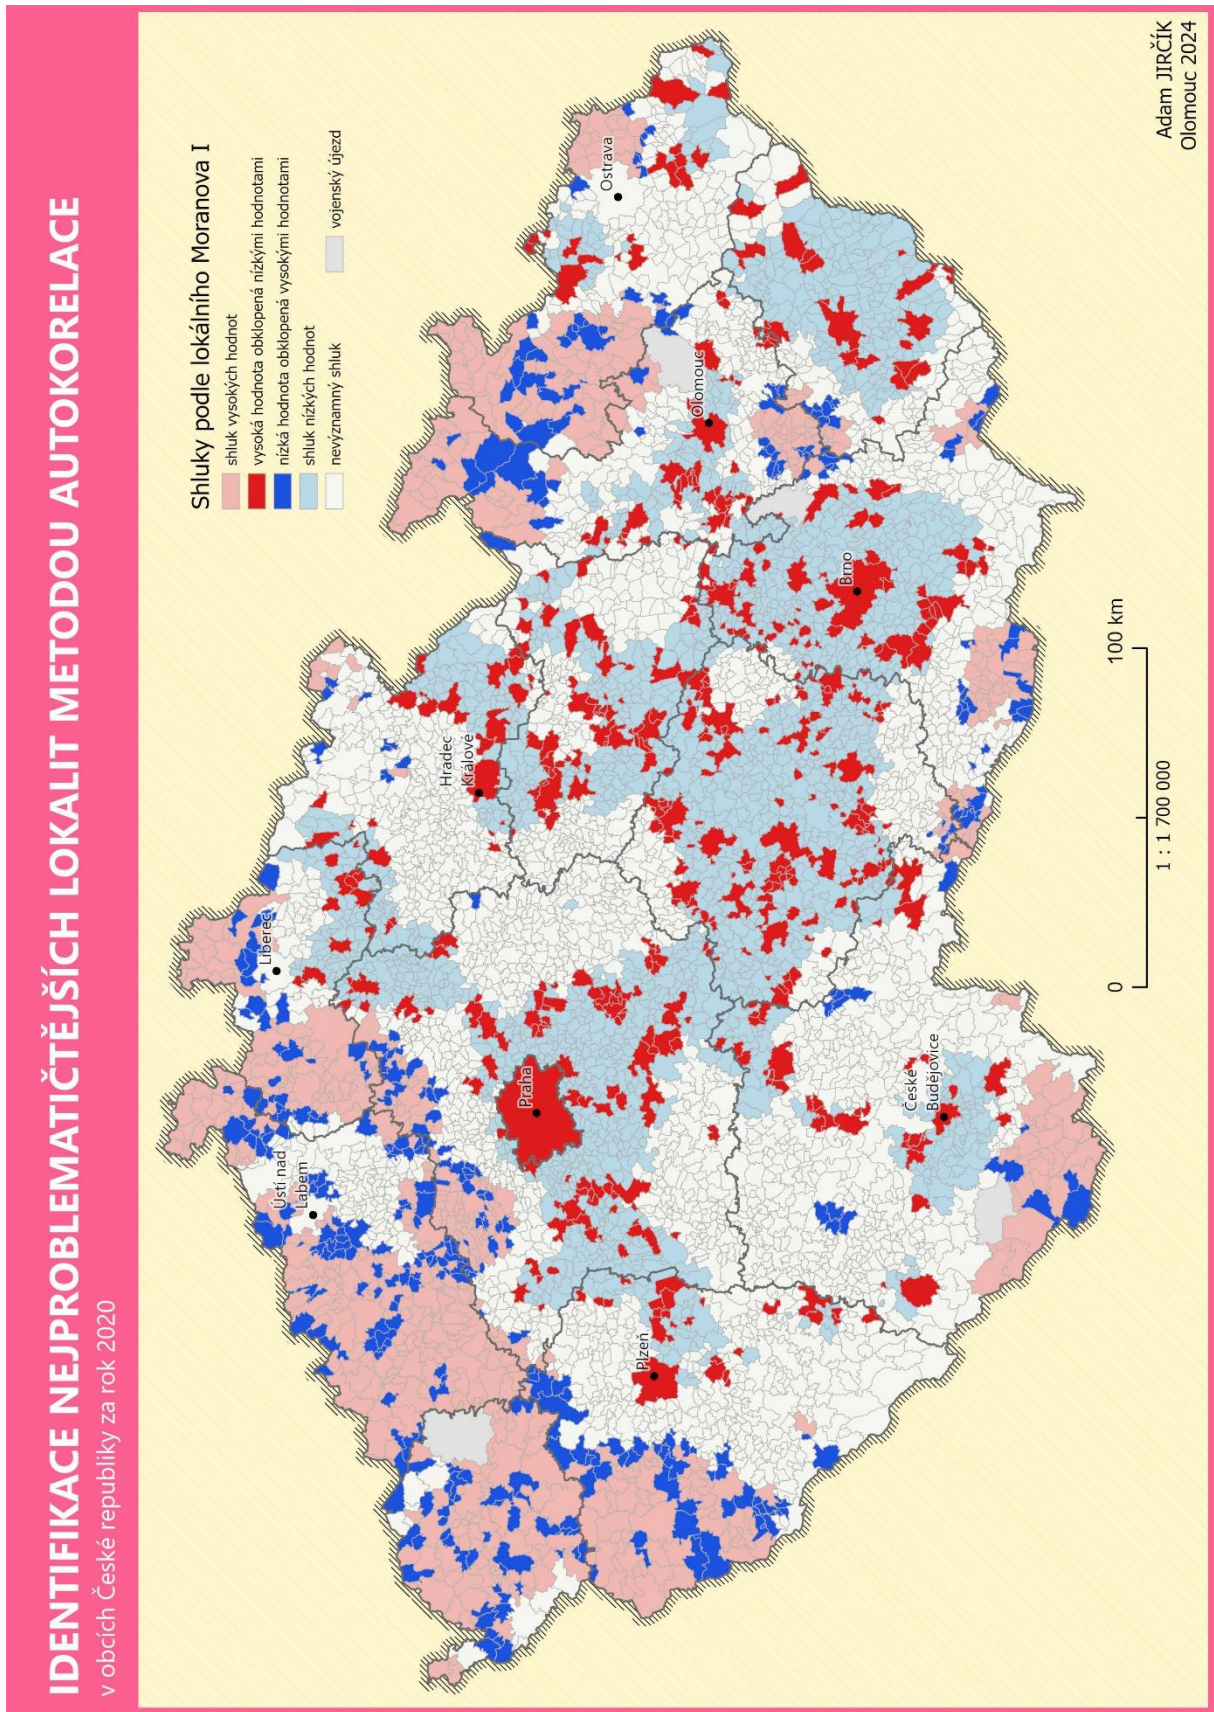 IDENTIFIKACE NEJPROBLEMATIČTĚJŠÍCH LOKALIT METODOU AUTOKORELACE
v obcích České republiky za rok 2020
Shluky podle lokálního Moranova I
shluk vysokých hodnot
vysoká hodnota obklopená nízkými hodnotami
nízká hodnota obklopená vysokými hodnotami
shluk nízkých hodnot
nevýznamný shluk
vojenský újezd
Liberec
Ústí nad
Labem
Hradec
Králové
Praha
Ostrava
Plzeň
Olomouc
Brno
České
Budějovice
0
100 km
1 : 1 700 000
Adam JIRČÍK
Olomouc 2024